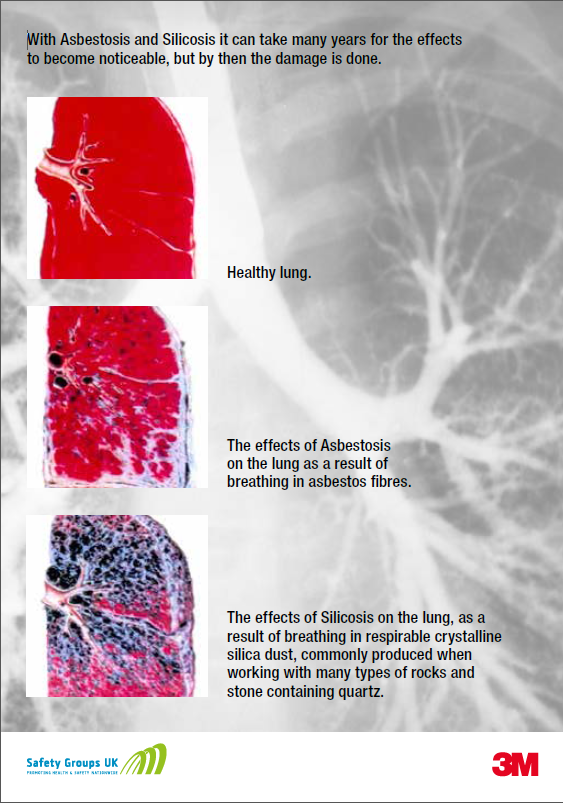 With Asbestosis and Silicosis it can take many years for the effects
to become noticeable, but by then the damage is done.
Healthy lung.
The effects of Asbestosis
on the lung as a result of
breathing in asbestos fibres.
The effects of Silicosis on the lung, as a
result of breathing in respirable crystalline
silica dust, commonly produced when
working with many types of rocks and
stone containing quartz.
Safety Groups UK
PROMOTING HEALTH & SAFETY NATIONWIDE
3M